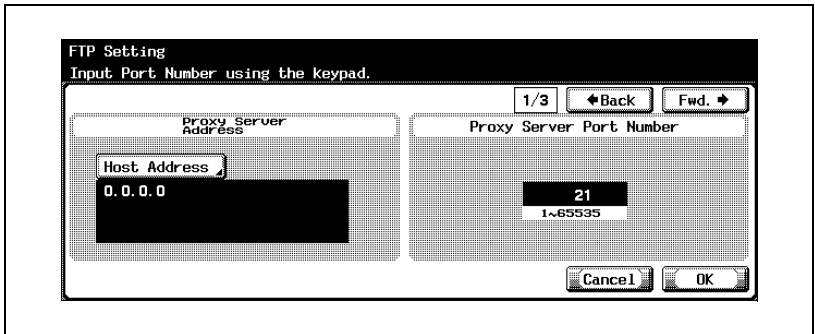 FTP Setting
Input Port Number using the keypad.
1/3 ←Back Fwd. →
Proxy Server
Address
Proxy Server Port Number
Host Address
0.0.0.0
21
1~65535
Cancel OK